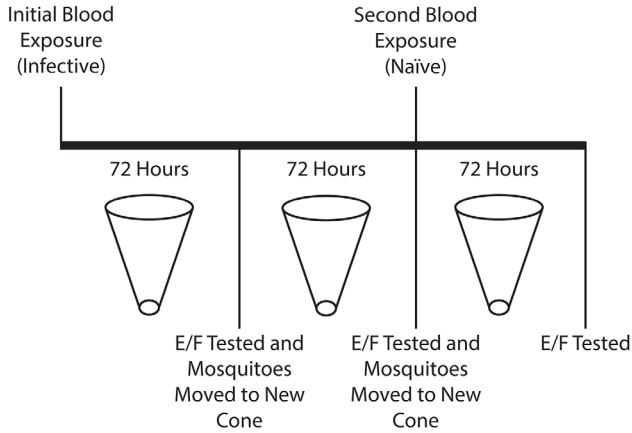 Initial Blood
Exposure
(Infective)
Second Blood
Exposure
(Naïve)
72 Hours
72 Hours
72 Hours
E/F Tested and
Mosquitoes
Moved to New
Cone
E/F Tested and
Mosquitoes
Moved to New
Cone
E/F Tested